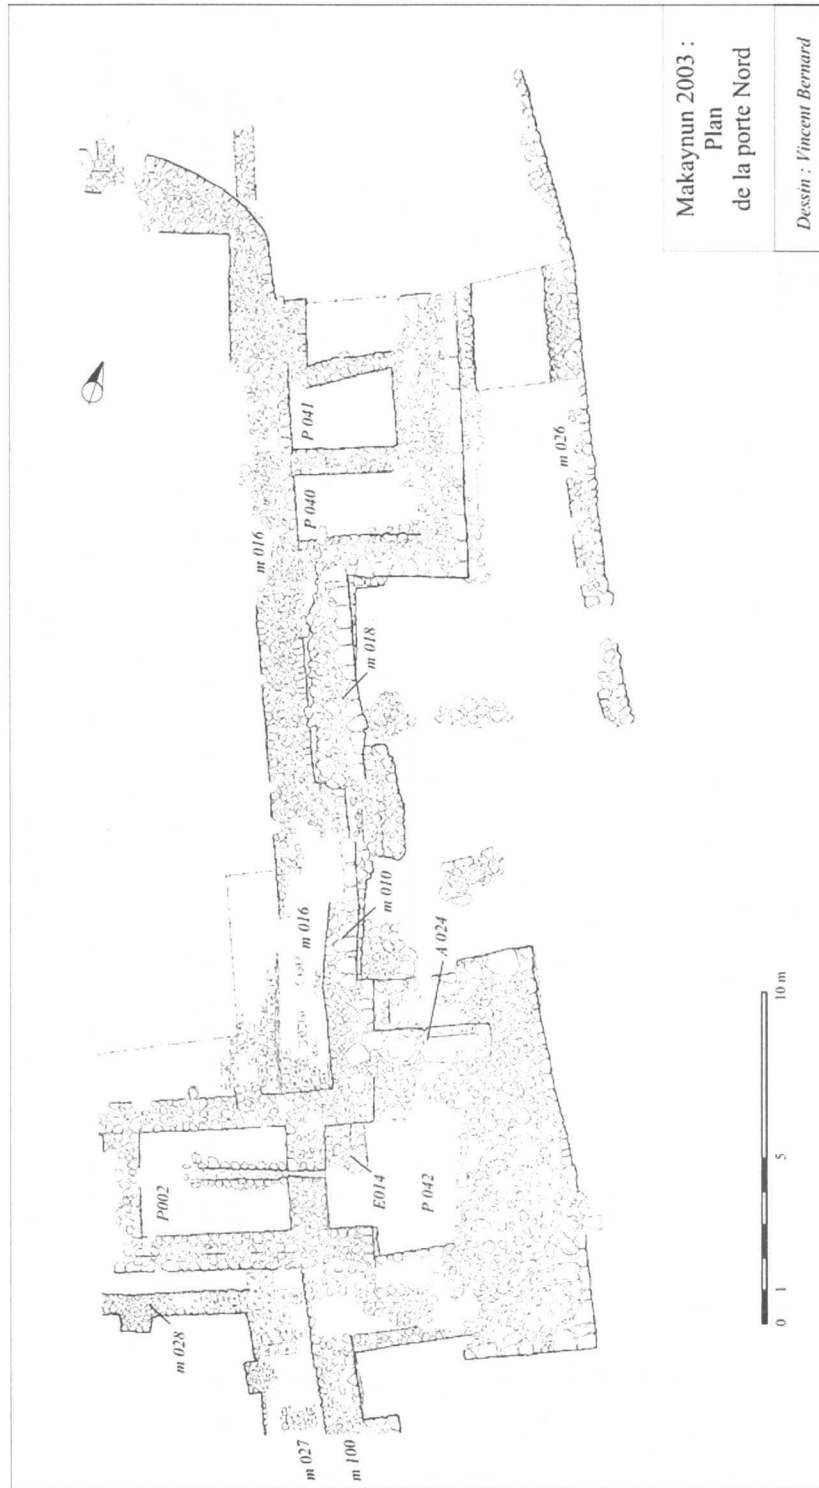 Makaynun 2003 :
Plan
de la porte Nord
Dessin : Vincent Bernard
P 041
P 040
m 016
m 018
m 026
m 016
m 010
A 024
P002
E014
P 042
m 028
m 027
m 100
0
1
5
10 m